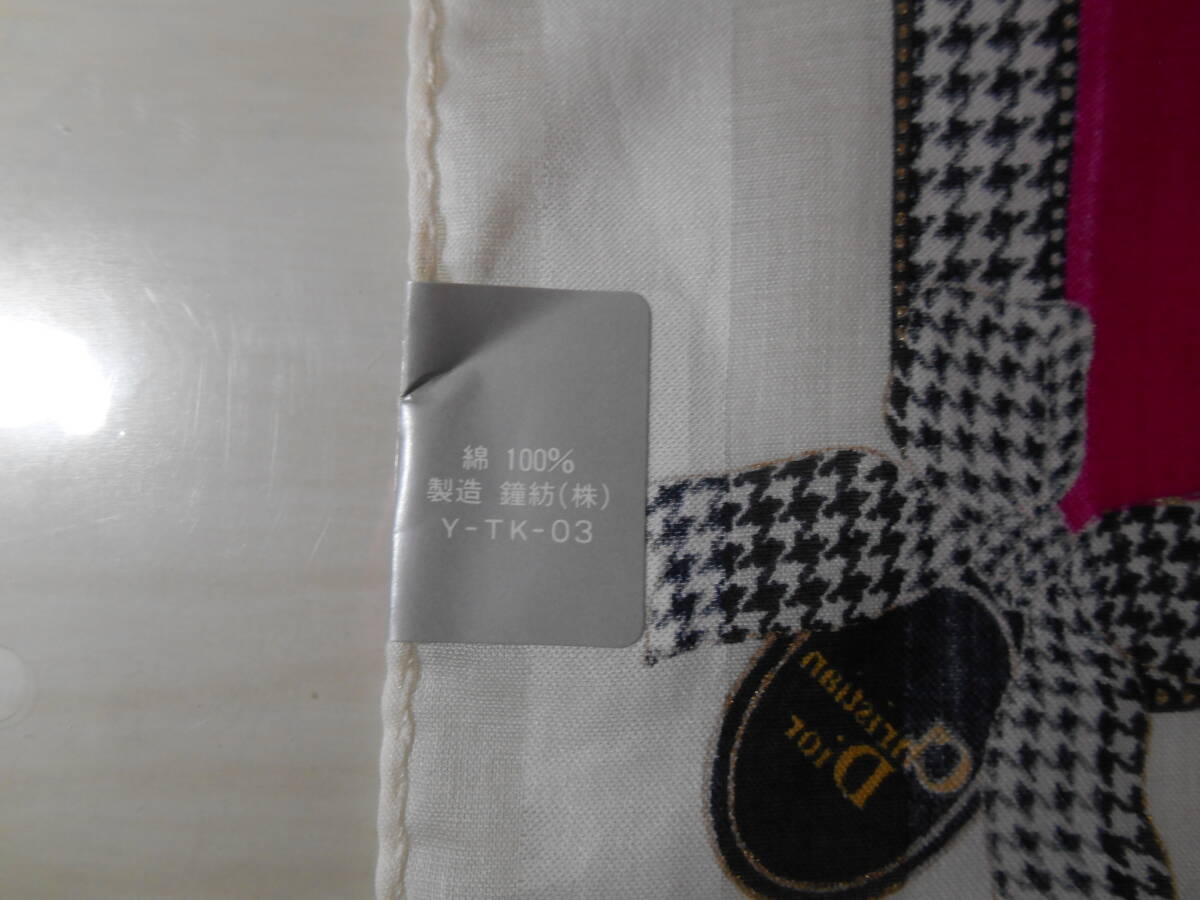 綿 100%
製造 鐘紡(株)
Y-TK-03
Christian
Dior